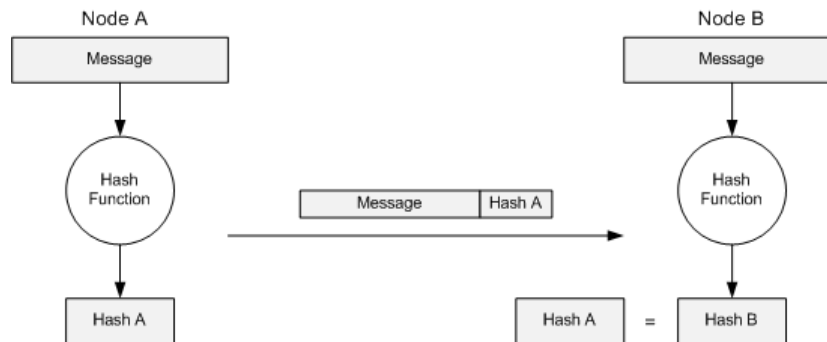 Node A
Node B
Message
Message
Hash
Function
Hash
Function
Message Hash A
Hash A
Hash A = Hash B